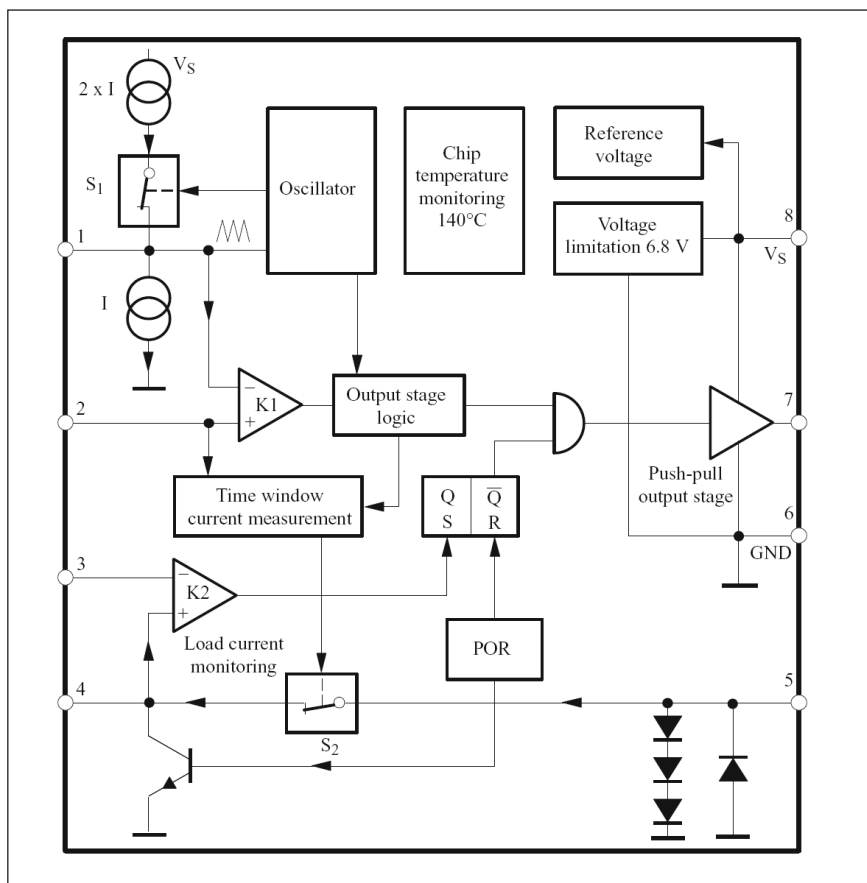 V_S
2 x I
S_1
Oscillator
Chip
temperature
monitoring
140°C
Reference
voltage
Voltage
limitation 6.8 V
8
V_S
1
I
2
−
K1
+
Output stage
logic
7
Push-pull
output stage
Time window
current measurement
Q
S
Q̅
R
6
GND
3
−
K2
+
Load current
monitoring
POR
4
S_2
5